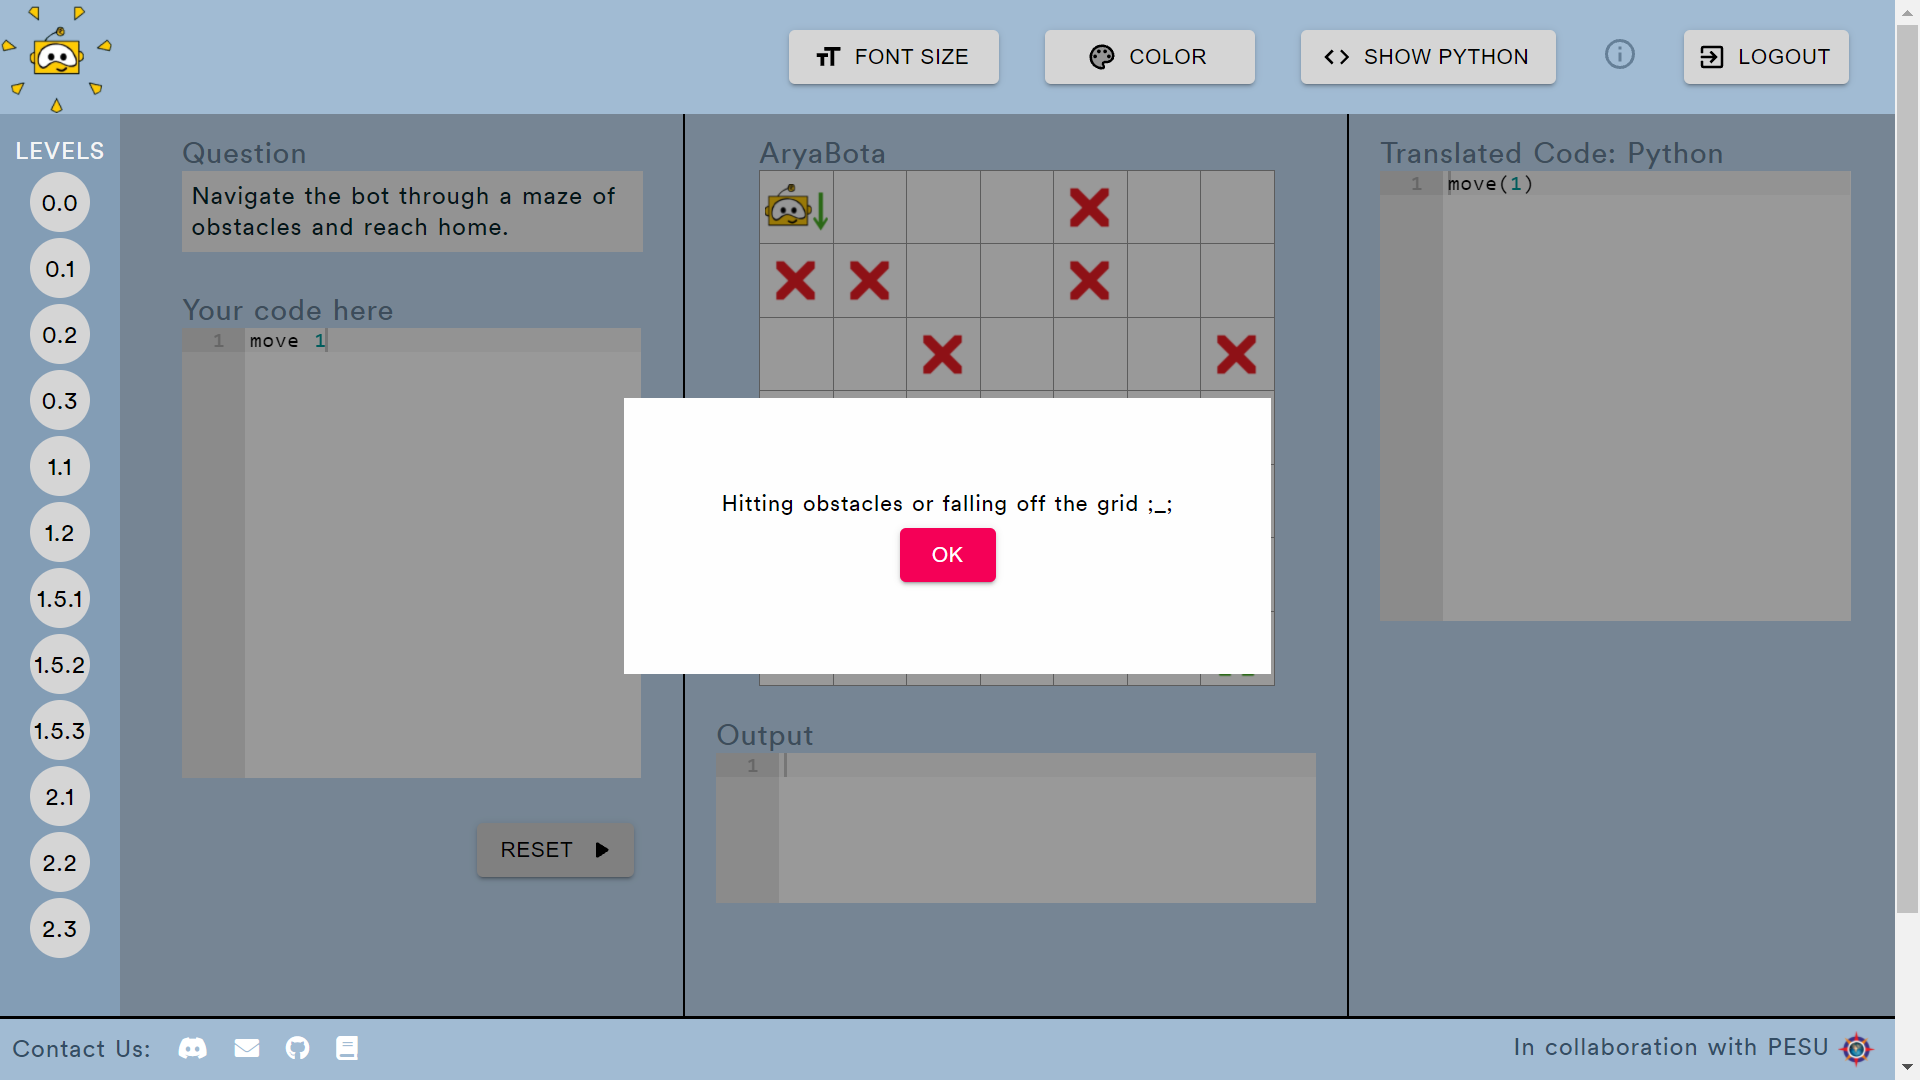 FONT SIZE
COLOR
SHOW PYTHON
LOGOUT
LEVELS
0.0
0.1
0.2
0.3
1.1
1.2
1.5.1
1.5.2
1.5.3
2.1
2.2
2.3
Question
Navigate the bot through a maze of
obstacles and reach home.
Your code here
1 move 1
RESET
AryaBota
Hitting obstacles or falling off the grid ;_;
OK
Output
1
Translated Code: Python
1 move(1)
Contact Us:
In collaboration with PESU